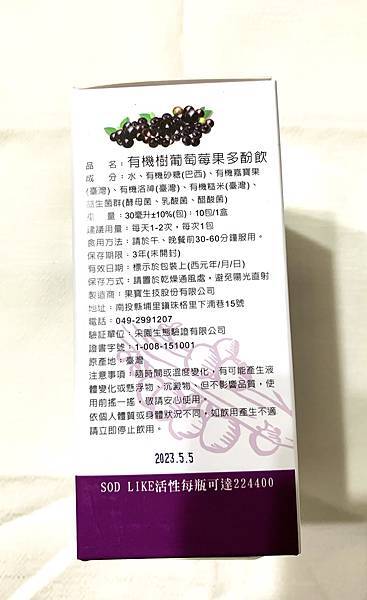 品　名：有機樹葡萄莓果多酚飲
成　分：水、有機砂糖(巴西)、有機嘉寶果
(臺灣)、有機洛神(臺灣)、有機糙米(臺灣)、
益生菌群(酵母菌、乳酸菌、醋酸菌)
重　量：30毫升±10%(包)；10包/1盒
建議用量：每天1-2次，每次1包
食用方法：請於午、晚餐前30-60分鐘服用。
保存期限：3年(未開封)
有效日期：標示於包裝上(西元年/月/日)
保存方式：請置於乾燥通風處，避免陽光直射
製造商：果寶生技股份有限公司
地址：南投縣埔里鎮珠格里下湳巷15號
電話：049-2991207
驗證單位：采園生態驗證有限公司
證書字號：1-008-151001
原產地：臺灣
注意事項：隨時間或溫度變化，有可能產生液
體變化或懸浮物、沉澱物，但不影響品質，使
用前搖一搖，敬請安心使用。
依個人體質或身體狀況不同，如飲用產生不適
請立即停止飲用。
2023.5.5
SOD LIKE活性每瓶可達224400